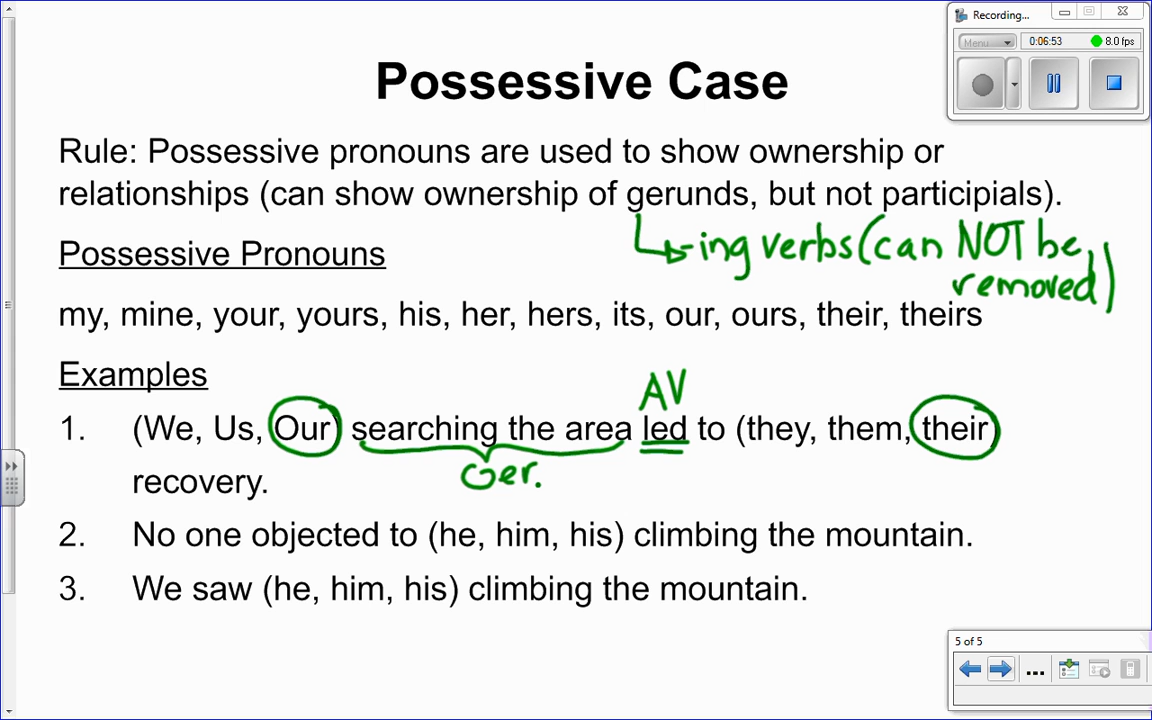 Recording...
Menu
0:06:53
8.0 fps
Possessive Case
Rule: Possessive pronouns are used to show ownership or
relationships (can show ownership of gerunds, but not participials).
-ing verbs (can NOT be
removed)
Possessive Pronouns
my, mine, your, yours, his, her, hers, its, our, ours, their, theirs
Examples
AV
1. (We, Us, Our) searching the area led to (they, them, their)
Ger.
recovery.
2. No one objected to (he, him, his) climbing the mountain.
3. We saw (he, him, his) climbing the mountain.
5 of 5
...